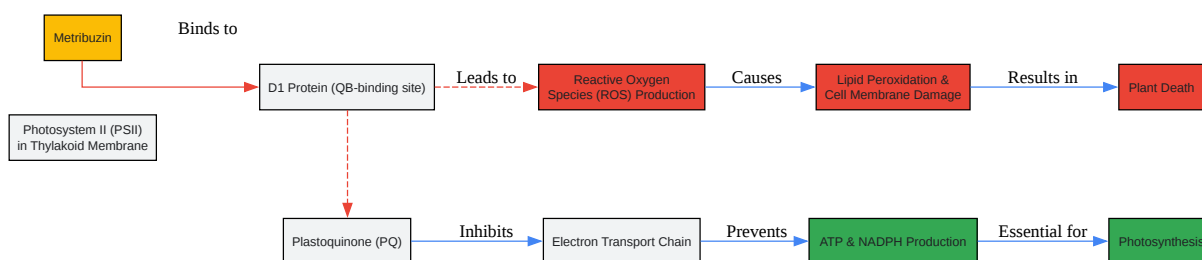 Binds to
Metribuzin
D1 Protein (QB-binding site)
Leads to
Reactive Oxygen
Species (ROS) Production
Causes
Lipid Peroxidation &
Cell Membrane Damage
Results in
Plant Death
Photosystem II (PSII)
in Thylakoid Membrane
Plastoquinone (PQ)
Inhibits
Electron Transport Chain
Prevents
ATP & NADPH Production
Essential for
Photosynthesis